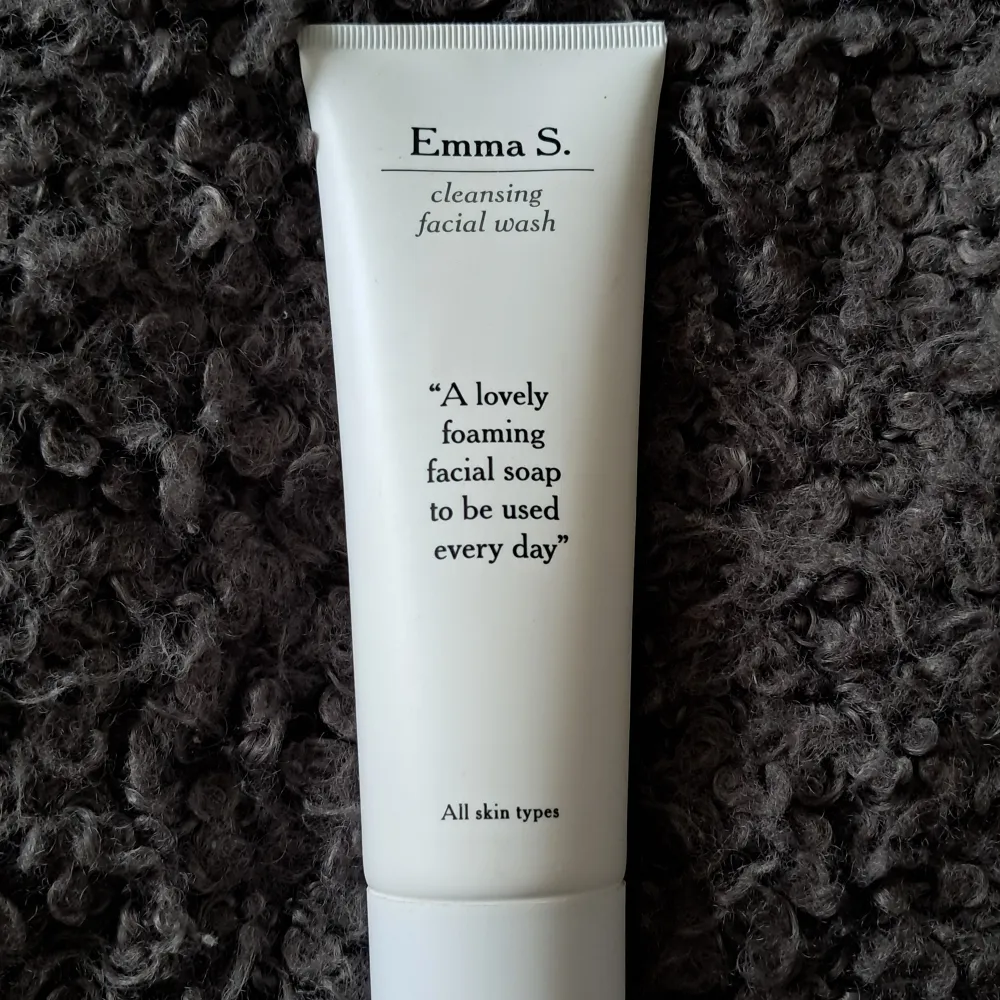 Emma S.
cleansing
facial wash
“A lovely
foaming
facial soap
to be used
every day”
All skin types